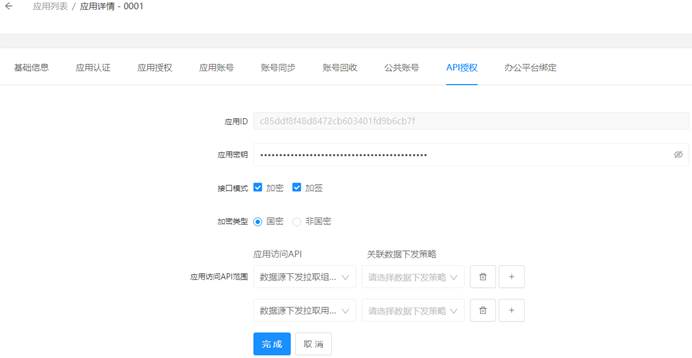 应用列表 / 应用详情 - 0001
基础信息 应用认证 应用授权 应用账号 账号同步 账号回收 公共账号 API授权 办公平台绑定
应用ID c85ddf8f48d8472cb603401fd9b6cb7f
应用密钥 ••••••••••••••••••••••••••••••••••••••••••••
接口模式 加密 加签
加密类型 国密 非国密
应用访问API 关联数据下发策略
应用访问API范围 数据源下发拉取组... 请选择数据下发策略 +
数据源下发拉取用... 请选择数据下发策略 +
完成 取消